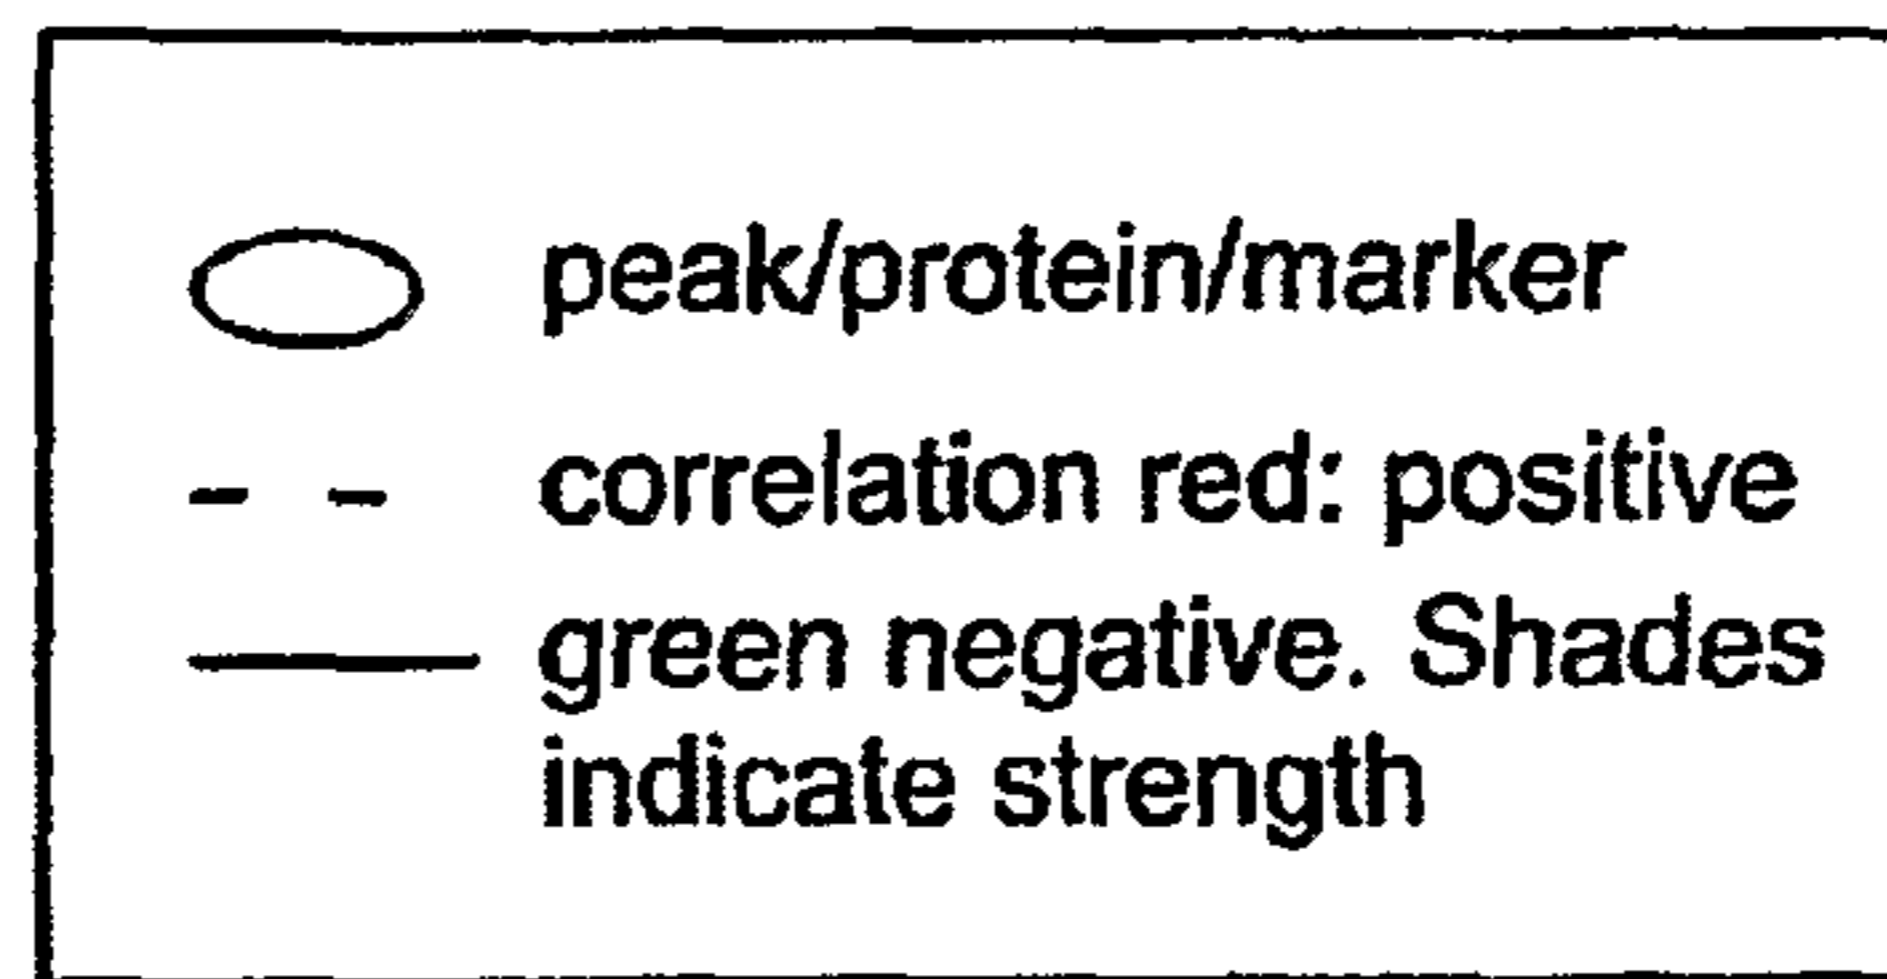 peak/protein/marker
correlation red: positive
green negative. Shades
indicate strength